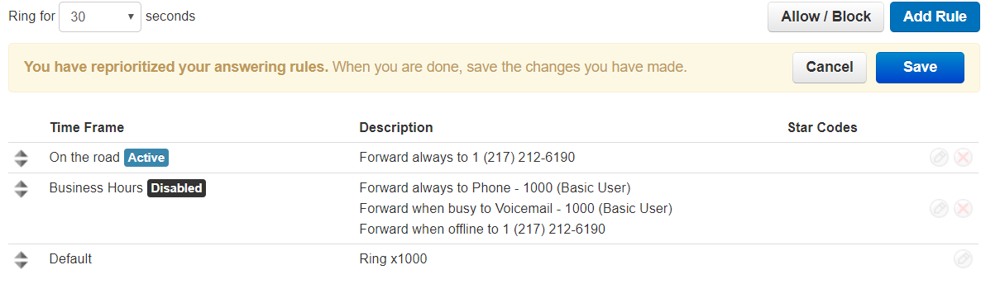 Ring for 30 seconds Allow / Block Add Rule
You have reprioritized your answering rules. When you are done, save the changes you have made. Cancel Save
Time Frame Description Star Codes
On the road Active Forward always to 1 (217) 212-6190
Business Hours Disabled Forward always to Phone - 1000 (Basic User)
Forward when busy to Voicemail - 1000 (Basic User)
Forward when offline to 1 (217) 212-6190
Default Ring x1000